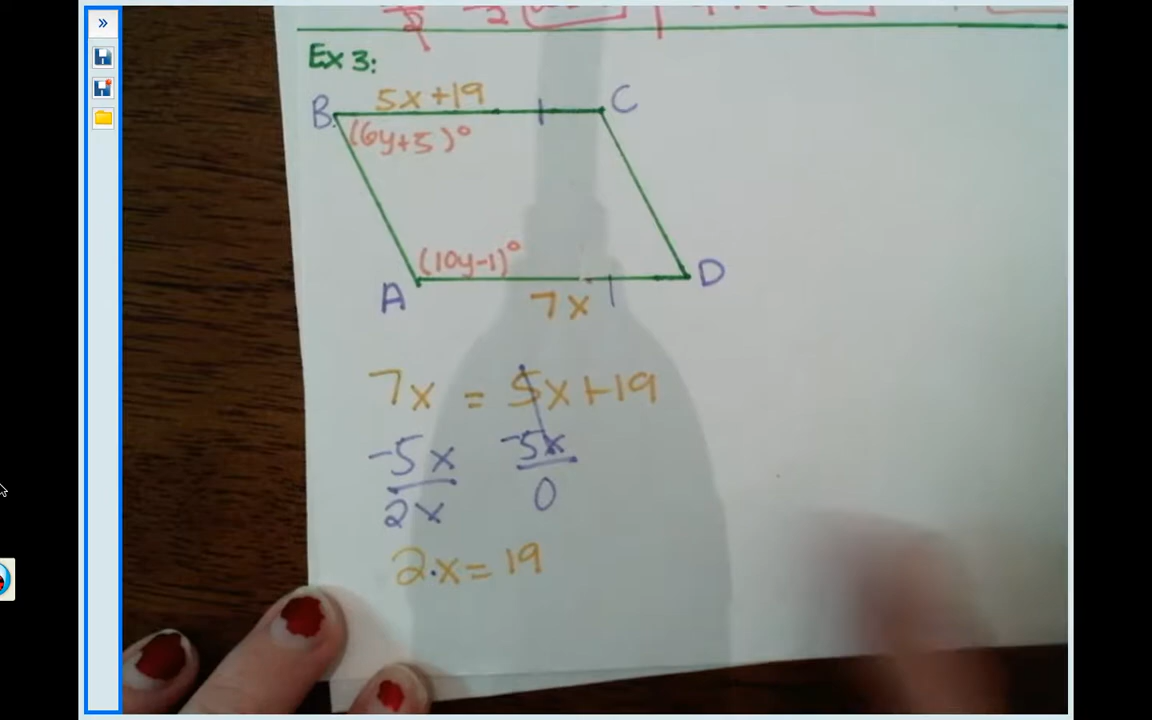 Ex 3:
5x+19
B
C
(6y+5)°
(10y-1)°
A
D
7x
7x = 5x+19
-5x -5x
2x 0
2·x=19